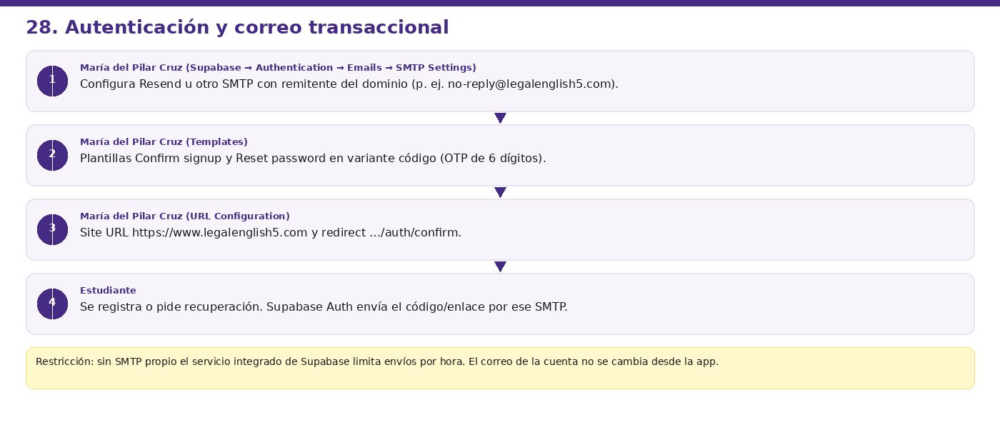 28. Autenticación y correo transaccional
1
María del Pilar Cruz (Supabase → Authentication → Emails → SMTP Settings)
Configura Resend u otro SMTP con remitente del dominio (p. ej. no-reply@legalenglish5.com).
2
María del Pilar Cruz (Templates)
Plantillas Confirm signup y Reset password en variante código (OTP de 6 dígitos).
3
María del Pilar Cruz (URL Configuration)
Site URL https://www.legalenglish5.com y redirect …/auth/confirm.
4
Estudiante
Se registra o pide recuperación. Supabase Auth envía el código/enlace por ese SMTP.
Restricción: sin SMTP propio el servicio integrado de Supabase limita envíos por hora. El correo de la cuenta no se cambia desde la app.